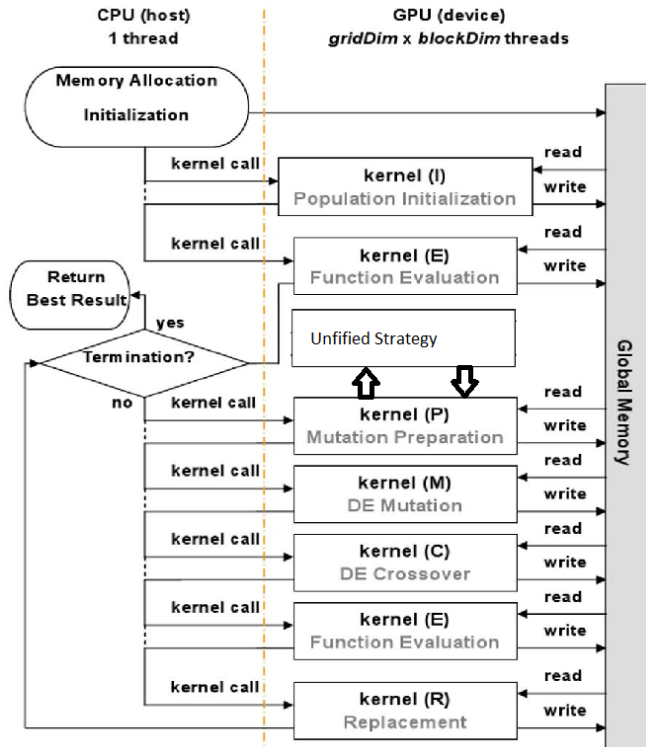 CPU (host)
1 thread
GPU (device)
gridDim x blockDim threads
Memory Allocation
Initialization
kernel call
kernel (I)
Population Initialization
read
write
kernel call
kernel (E)
Function Evaluation
read
write
Return
Best Result
yes
Termination?
no
Unfified Strategy
kernel call
kernel (P)
Mutation Preparation
read
write
kernel call
kernel (M)
DE Mutation
read
write
kernel call
kernel (C)
DE Crossover
read
write
kernel call
kernel (E)
Function Evaluation
read
write
kernel call
kernel (R)
Replacement
read
write
Global Memory